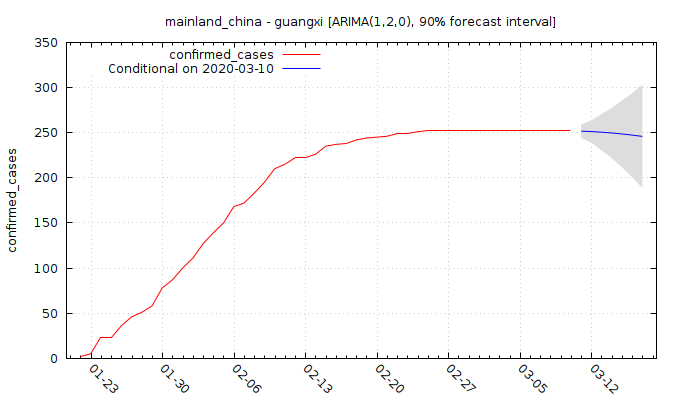 mainland_china - guangxi [ARIMA(1,2,0), 90% forecast interval]
confirmed_cases
Conditional on 2020-03-10
confirmed_cases
350
300
250
200
150
100
50
0
01-23 01-30 02-06 02-13 02-20 02-27 03-05 03-12